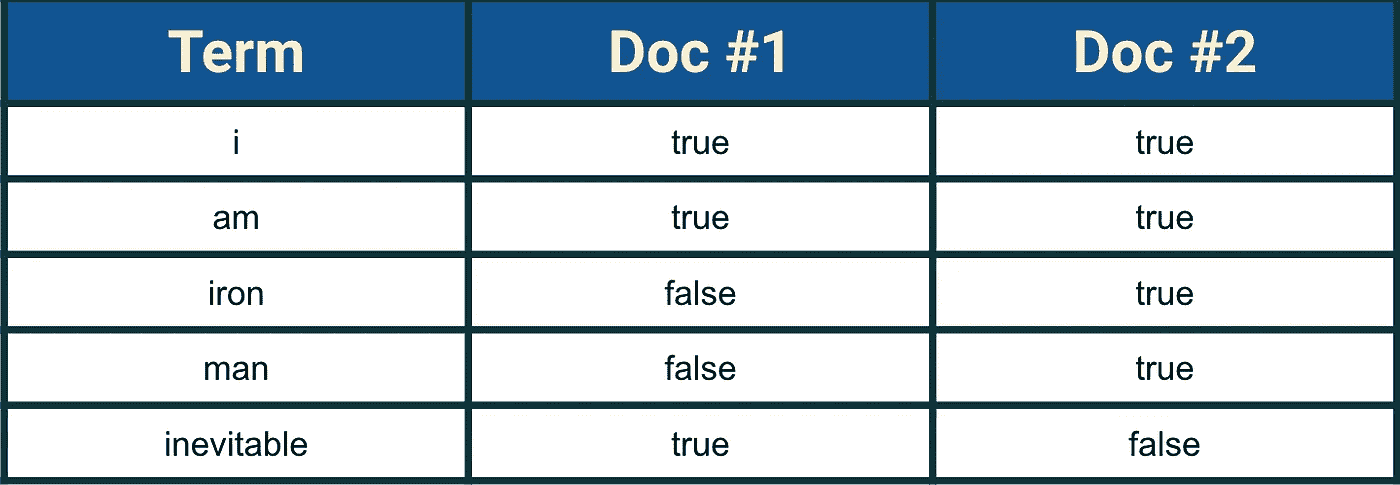 Term Doc #1 Doc #2
i true true
am true true
iron false true
man false true
inevitable true false